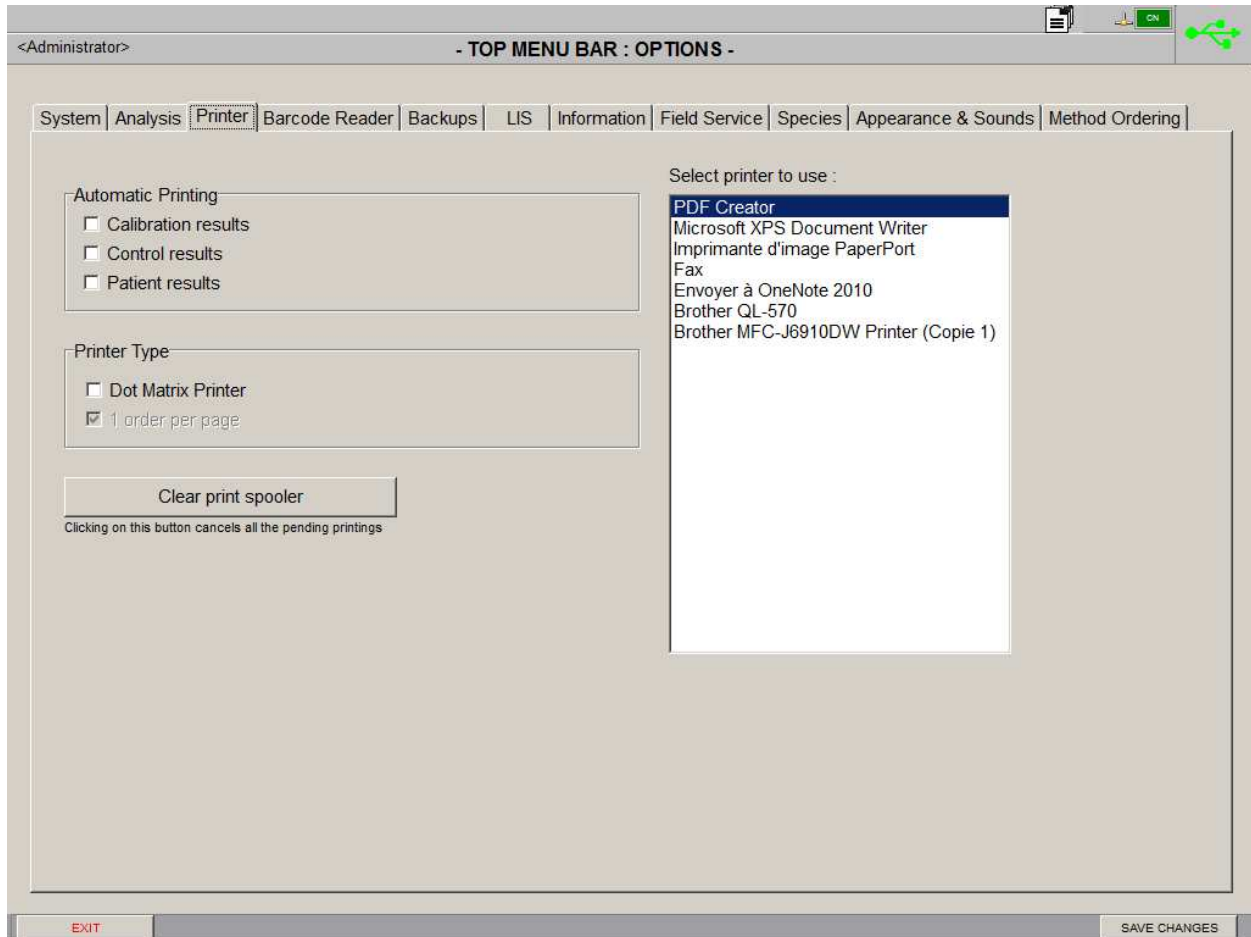 CN
<Administrator>
- TOP MENU BAR : OPTIONS -
System Analysis Printer Barcode Reader Backups LIS Information Field Service Species Appearance & Sounds Method Ordering
Automatic Printing
Calibration results
Control results
Patient results
Printer Type
Dot Matrix Printer
1 order per page
Clear print spooler
Clicking on this button cancels all the pending printings
Select printer to use :
PDF Creator
Microsoft XPS Document Writer
Imprimante d'image PaperPort
Fax
Envoyer à OneNote 2010
Brother QL-570
Brother MFC-J6910DW Printer (Copie 1)
EXIT
SAVE CHANGES